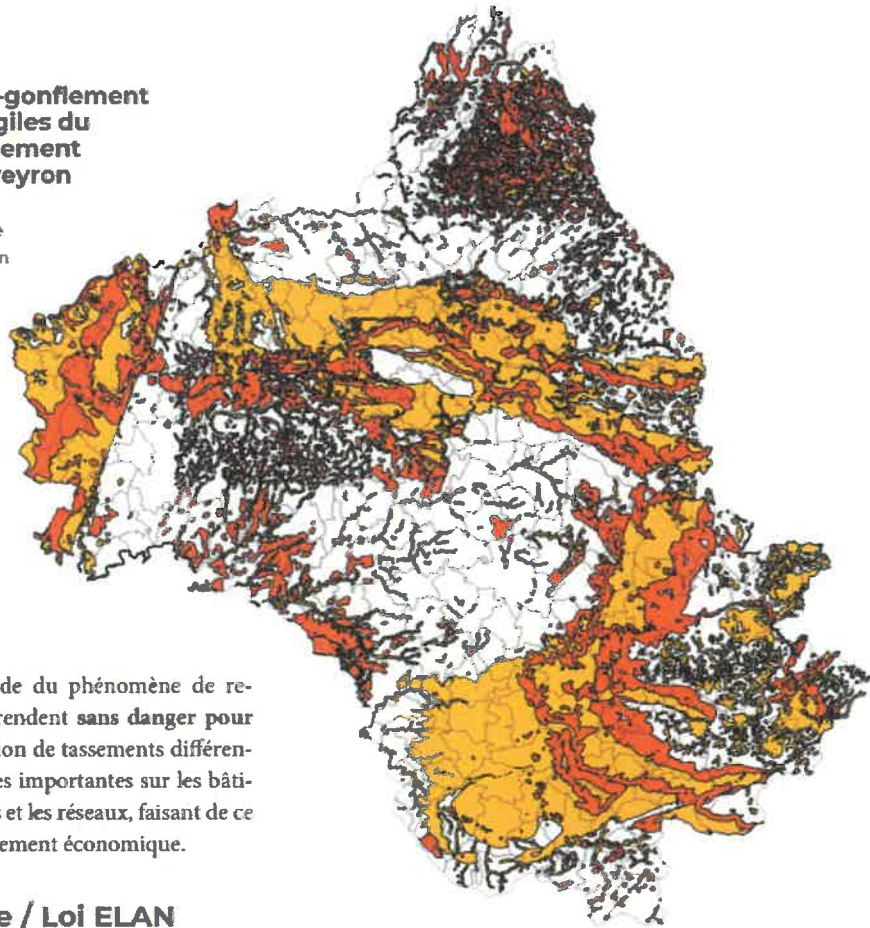 -gonflement
giles du
ement
eyron
e
n
de du phénomène de re-
rendent sans danger pour
ion de tassements différen-
es importantes sur les bâti-
s et les réseaux, faisant de ce
ement économique.
e / Loi ELAN